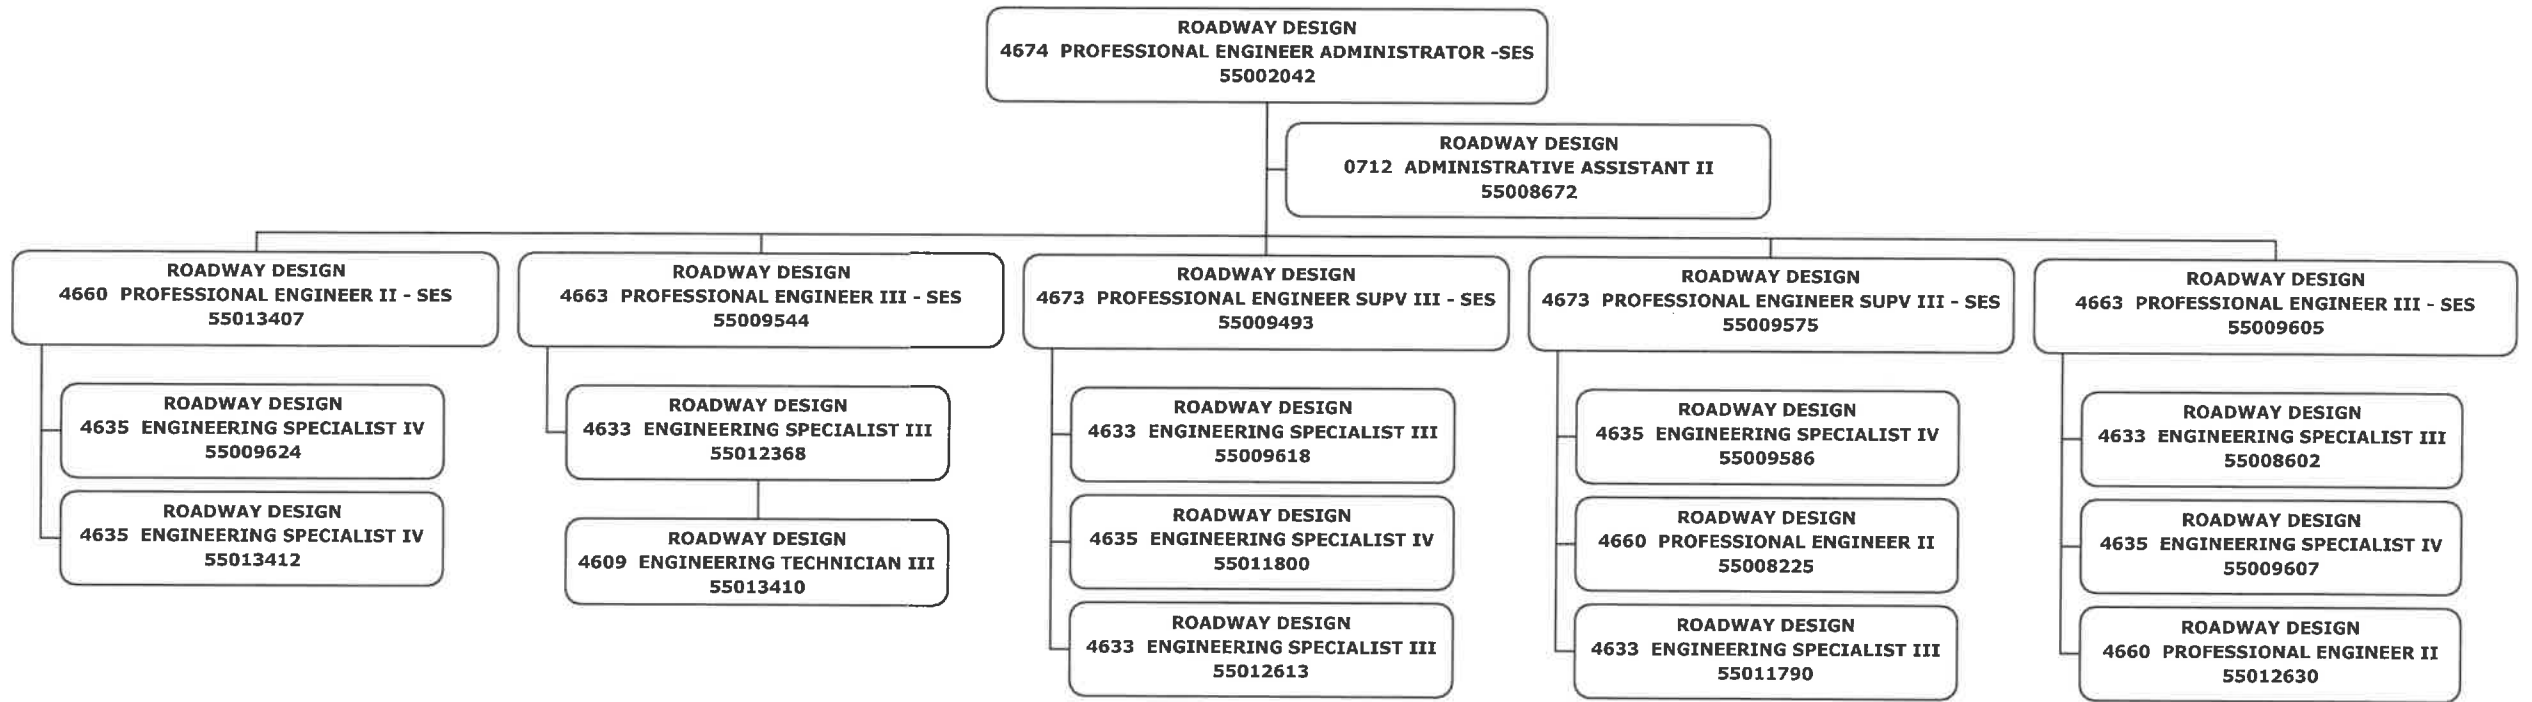 ROADWAY DESIGN
4674 PROFESSIONAL ENGINEER ADMINISTRATOR -SES
55002042
ROADWAY DESIGN
0712 ADMINISTRATIVE ASSISTANT II
55008672
ROADWAY DESIGN
4660 PROFESSIONAL ENGINEER II - SES
55013407
ROADWAY DESIGN
4635 ENGINEERING SPECIALIST IV
55009624
ROADWAY DESIGN
4635 ENGINEERING SPECIALIST IV
55013412
ROADWAY DESIGN
4663 PROFESSIONAL ENGINEER III - SES
55009544
ROADWAY DESIGN
4633 ENGINEERING SPECIALIST III
55012368
ROADWAY DESIGN
4609 ENGINEERING TECHNICIAN III
55013410
ROADWAY DESIGN
4673 PROFESSIONAL ENGINEER SUPV III - SES
55009493
ROADWAY DESIGN
4633 ENGINEERING SPECIALIST III
55009618
ROADWAY DESIGN
4635 ENGINEERING SPECIALIST IV
55011800
ROADWAY DESIGN
4633 ENGINEERING SPECIALIST III
55012613
ROADWAY DESIGN
4673 PROFESSIONAL ENGINEER SUPV III - SES
55009575
ROADWAY DESIGN
4635 ENGINEERING SPECIALIST IV
55009586
ROADWAY DESIGN
4660 PROFESSIONAL ENGINEER II
55008225
ROADWAY DESIGN
4633 ENGINEERING SPECIALIST III
55011790
ROADWAY DESIGN
4663 PROFESSIONAL ENGINEER III - SES
55009605
ROADWAY DESIGN
4633 ENGINEERING SPECIALIST III
55008602
ROADWAY DESIGN
4635 ENGINEERING SPECIALIST IV
55009607
ROADWAY DESIGN
4660 PROFESSIONAL ENGINEER II
55012630